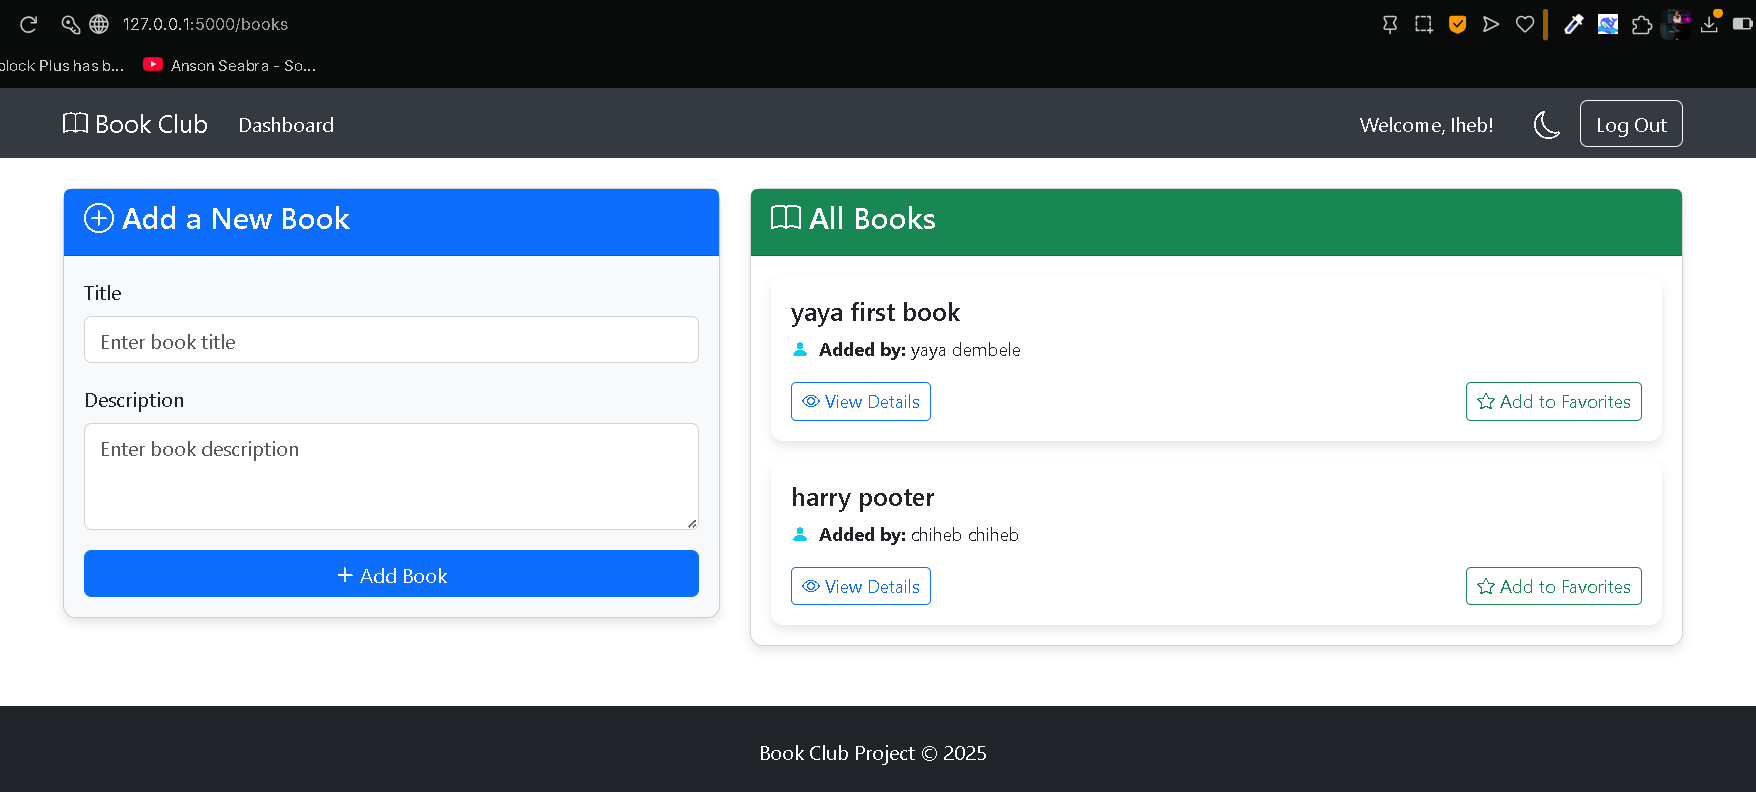 127.0.0.1:5000/books
block Plus has b...
Anson Seabra - So...
Book Club
Dashboard
Welcome, Iheb!
Log Out
Add a New Book
Title
Enter book title
Description
Enter book description
+ Add Book
All Books
yaya first book
Added by: yaya dembele
View Details
Add to Favorites
harry pooter
Added by: chiheb chiheb
View Details
Add to Favorites
Book Club Project © 2025